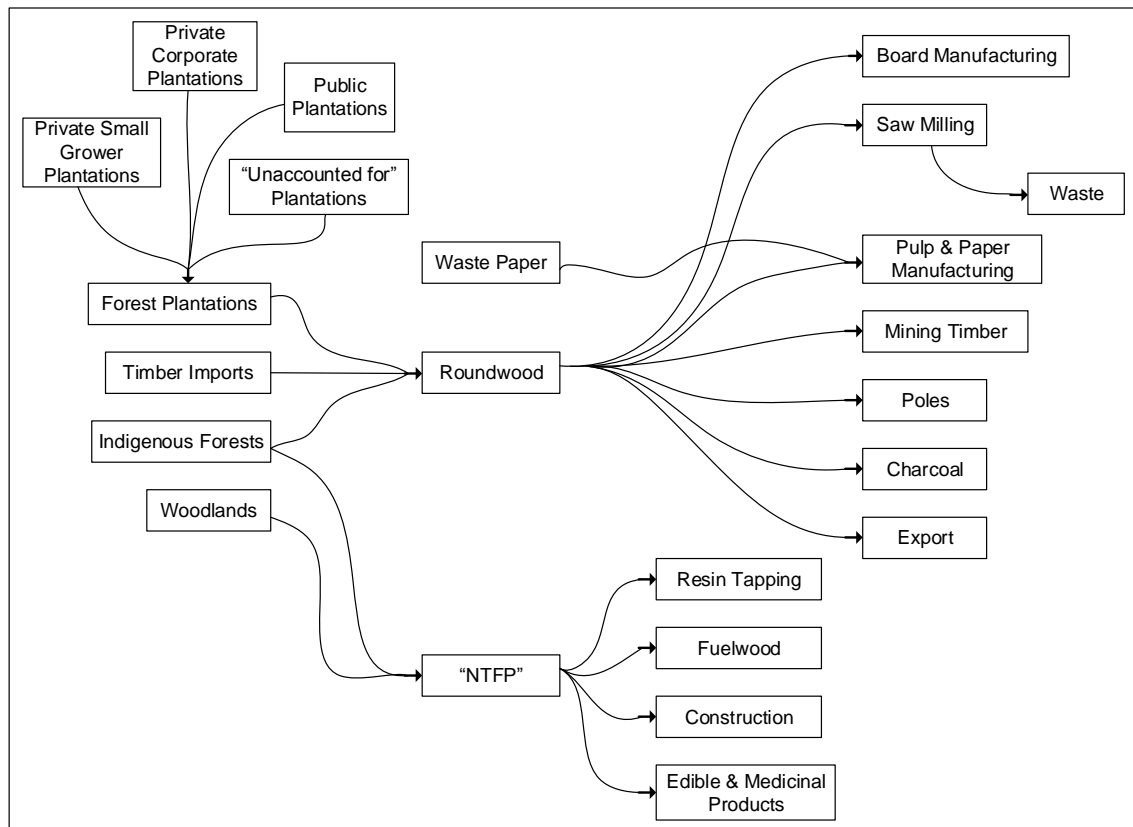 Private
Corporate
Plantations
Public
Plantations
Private Small
Grower
Plantations
“Unaccounted for”
Plantations
Forest Plantations
Timber Imports
Indigenous Forests
Woodlands
Waste Paper
Roundwood
“NTFP”
Board Manufacturing
Saw Milling
Waste
Pulp & Paper
Manufacturing
Mining Timber
Poles
Charcoal
Export
Resin Tapping
Fuelwood
Construction
Edible & Medicinal
Products